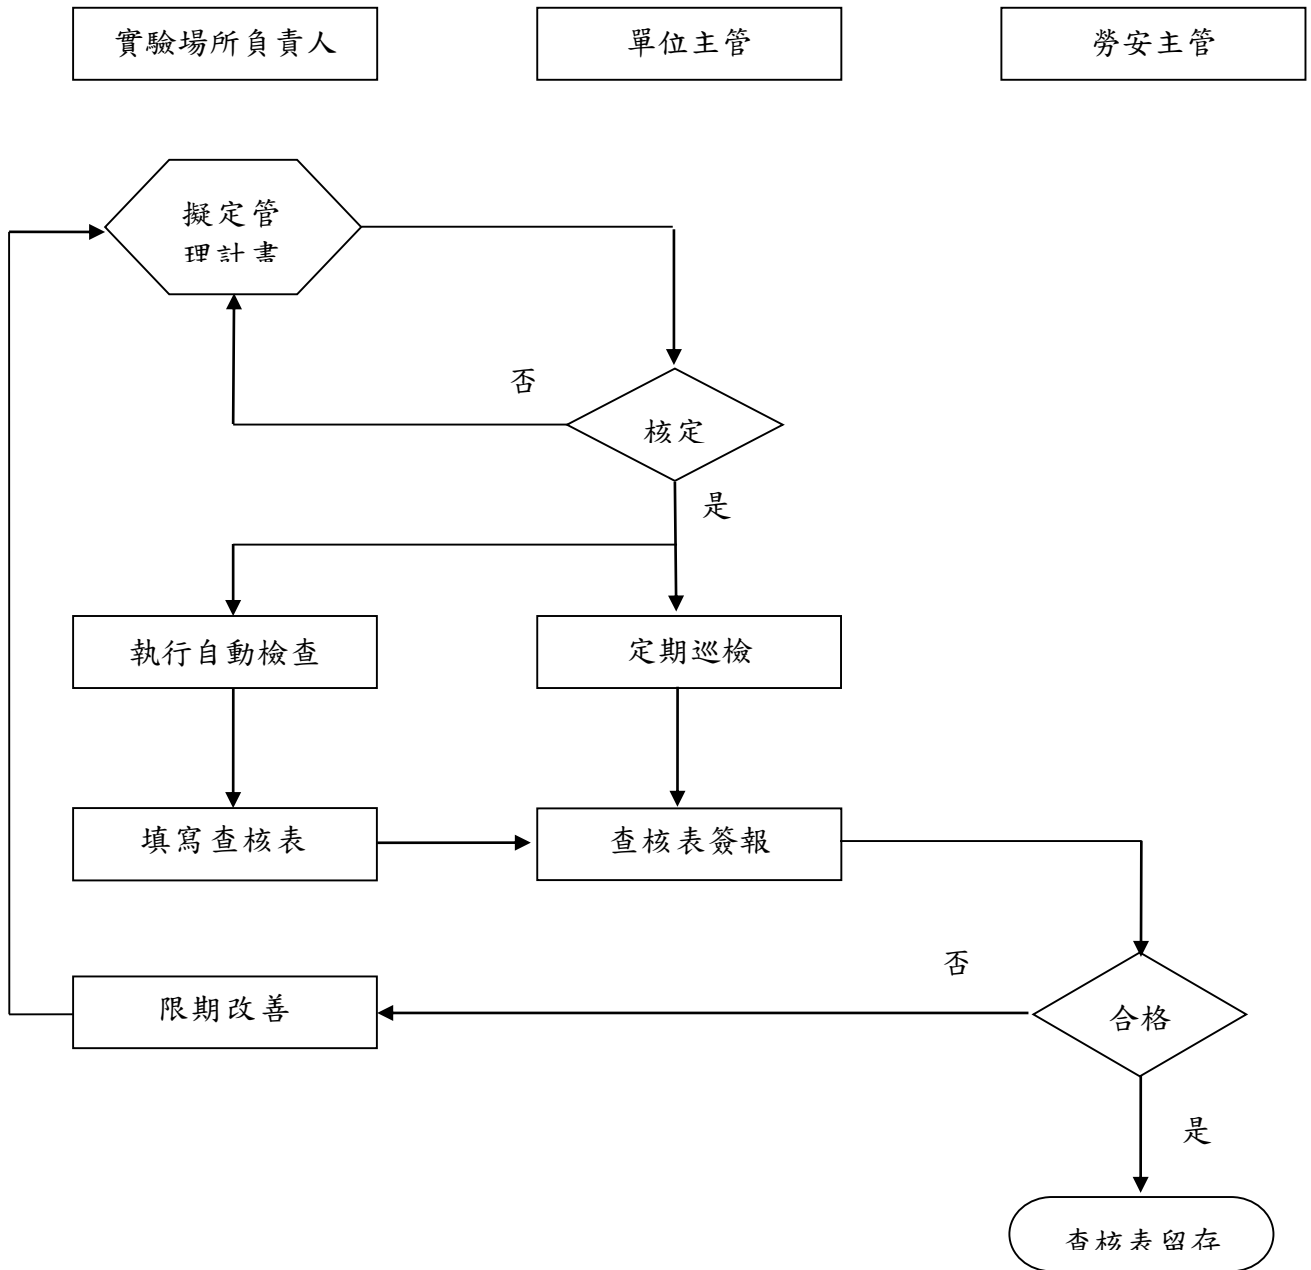 實驗場所負責人
單位主管
勞安主管
擬定管
理計畫
否
核定
是
執行自動檢查
定期巡檢
填寫查核表
查核表簽報
否
限期改善
合格
是
查核表留存